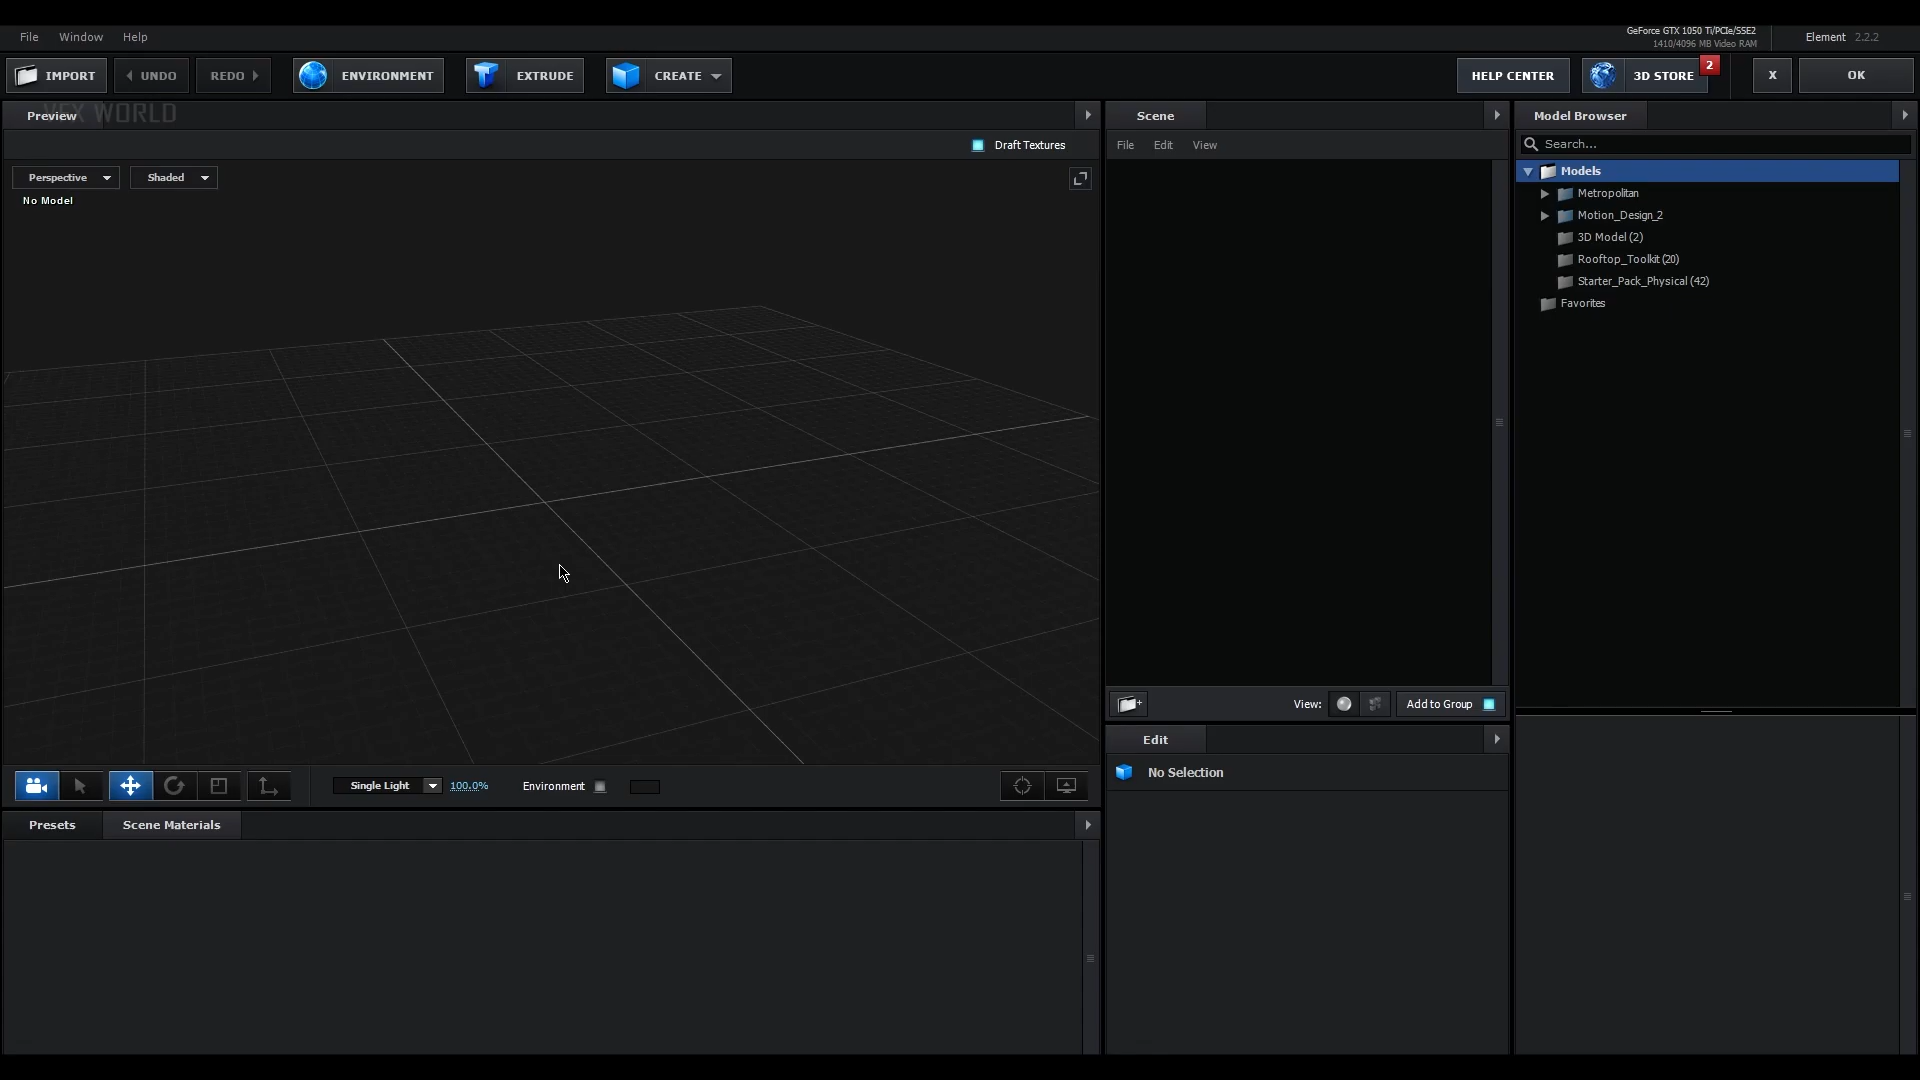 File Window Help
GeForce GTX 1050 Ti/PCIe/SSE2
1410/4096 MB Video RAM
Element 2.2.2
IMPORT UNDO REDO ENVIRONMENT EXTRUDE CREATE HELP CENTER 3D STORE 2 X OK
VFX WORLD
Preview Scene Model Browser
Draft Textures File Edit View Search...
Perspective Shaded
No Model
Models
Metropolitan
Motion_Design_2
3D Model (2)
Rooftop_Toolkit (20)
Starter_Pack_Physical (42)
Favorites
View: Add to Group
Edit
No Selection
Single Light 100.0% Environment
Presets Scene Materials